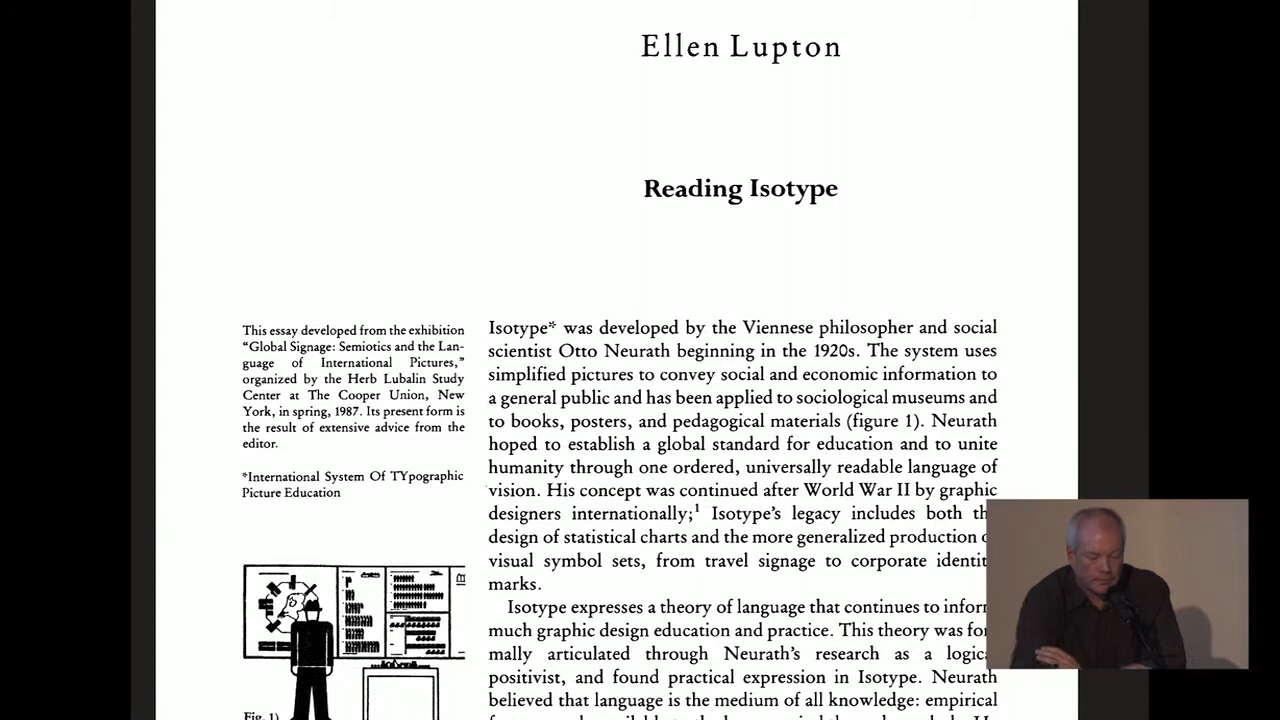 Ellen Lupton
Reading Isotype
This essay developed from the exhibition
“Global Signage: Semiotics and the Lan-
guage of International Pictures,”
organized by the Herb Lubalin Study
Center at The Cooper Union, New
York, in spring, 1987. Its present form is
the result of extensive advice from the
editor.
*International System Of TYpographic
Picture Education
Fig. 1)
Isotype* was developed by the Viennese philosopher and social
scientist Otto Neurath beginning in the 1920s. The system uses
simplified pictures to convey social and economic information to
a general public and has been applied to sociological museums and
to books, posters, and pedagogical materials (figure 1). Neurath
hoped to establish a global standard for education and to unite
humanity through one ordered, universally readable language of
vision. His concept was continued after World War II by graphic
designers internationally;¹ Isotype’s legacy includes both
design of statistical charts and the more generalized production
visual symbol sets, from travel signage to corporate
marks.
Isotype expresses a theory of language that continues to
much graphic design education and practice. This theory was
mally articulated through Neurath’s research as a
positivist, and found practical expression in Isotype. Neurath
believed that language is the medium of all knowledge: empirical